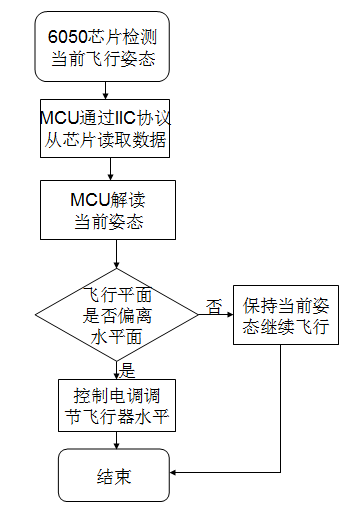 6050芯片检测
当前飞行姿态
MCU通过IIC协议
从芯片读取数据
MCU解读
当前姿态
飞行平面
是否偏离
水平面
否
保持当前姿
态继续飞行
是
控制电调调
节飞行器水平
结束